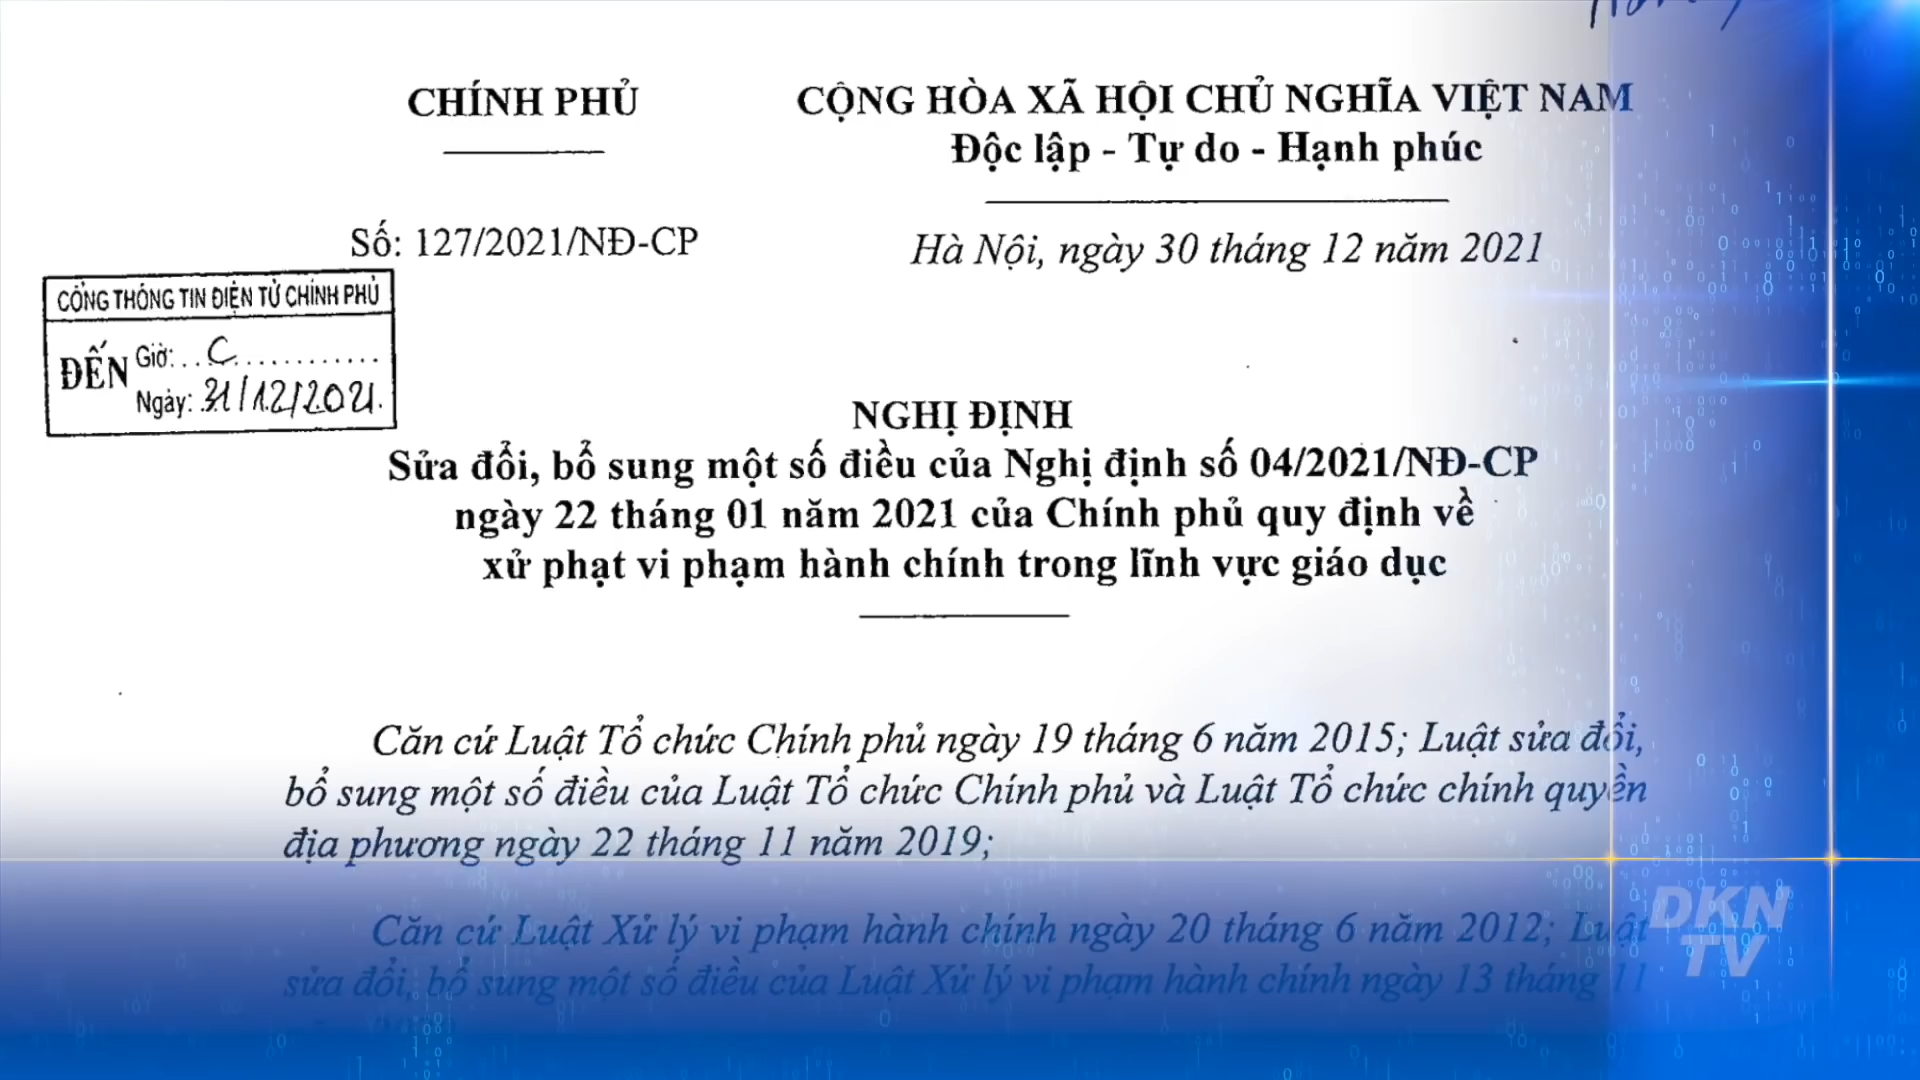 CHÍNH PHỦ
CỘNG HÒA XÃ HỘI CHỦ NGHĨA VIỆT NAM
Độc lập - Tự do - Hạnh phúc
Số: 127/2021/NĐ-CP
Hà Nội, ngày 30 tháng 12 năm 2021
CỔNG THÔNG TIN ĐIỆN TỬ CHÍNH PHỦ
ĐẾN
Giờ: ...C............
Ngày: 31/12/2021.
NGHỊ ĐỊNH
Sửa đổi, bổ sung một số điều của Nghị định số 04/2021/NĐ-CP
ngày 22 tháng 01 năm 2021 của Chính phủ quy định về
xử phạt vi phạm hành chính trong lĩnh vực giáo dục
Căn cứ Luật Tổ chức Chính phủ ngày 19 tháng 6 năm 2015; Luật sửa đổi,
bổ sung một số điều của Luật Tổ chức Chính phủ và Luật Tổ chức chính quyền
địa phương ngày 22 tháng 11 năm 2019;
Căn cứ Luật Xử lý vi phạm hành chính ngày 20 tháng 6 năm 2012; Luật
sửa đổi, bổ sung một số điều của Luật Xử lý vi phạm hành chính ngày 13 tháng 11
DKN
TV